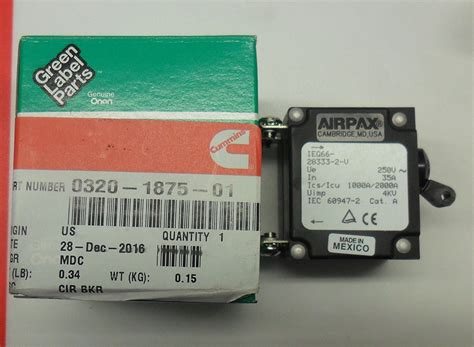 Green Label
Parts
Genuine
Onan
Cummins
RT NUMBER 0320-1875-01
IGIN US QUANTITY 1
TE 28-Dec-2016
GR MDC
(LB): 0.34 WT (KG): 0.15
CIR BKR
AIRPAX
CAMBRIDGE, MD, USA
IEG66-
28333-2-V
Ue 250V~
In 35A
Ics/Icu 1000A/2000A
Uimp 4KV
IEC 60947-2 Cat. A
CE
MADE IN
MEXICO